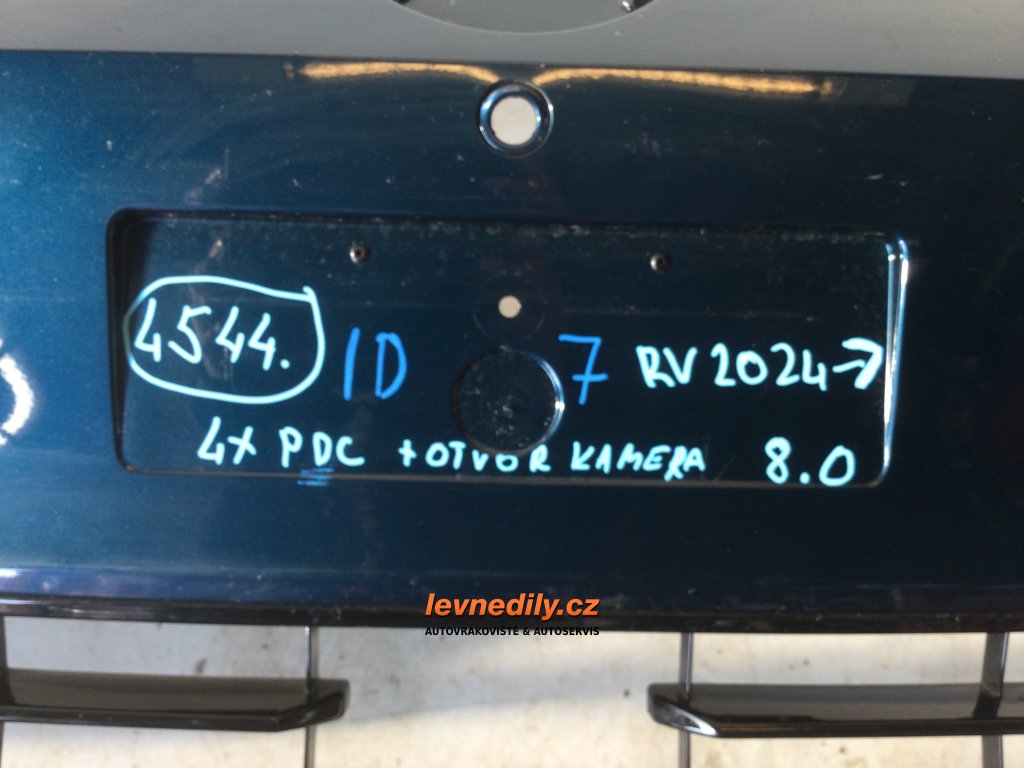 4544. ID 7 RV 2024→
4x PDC + OTVOR KAMERA 8.0
levnedily.cz
AUTOVRAKOVIŠTĚ & AUTOSERVIS